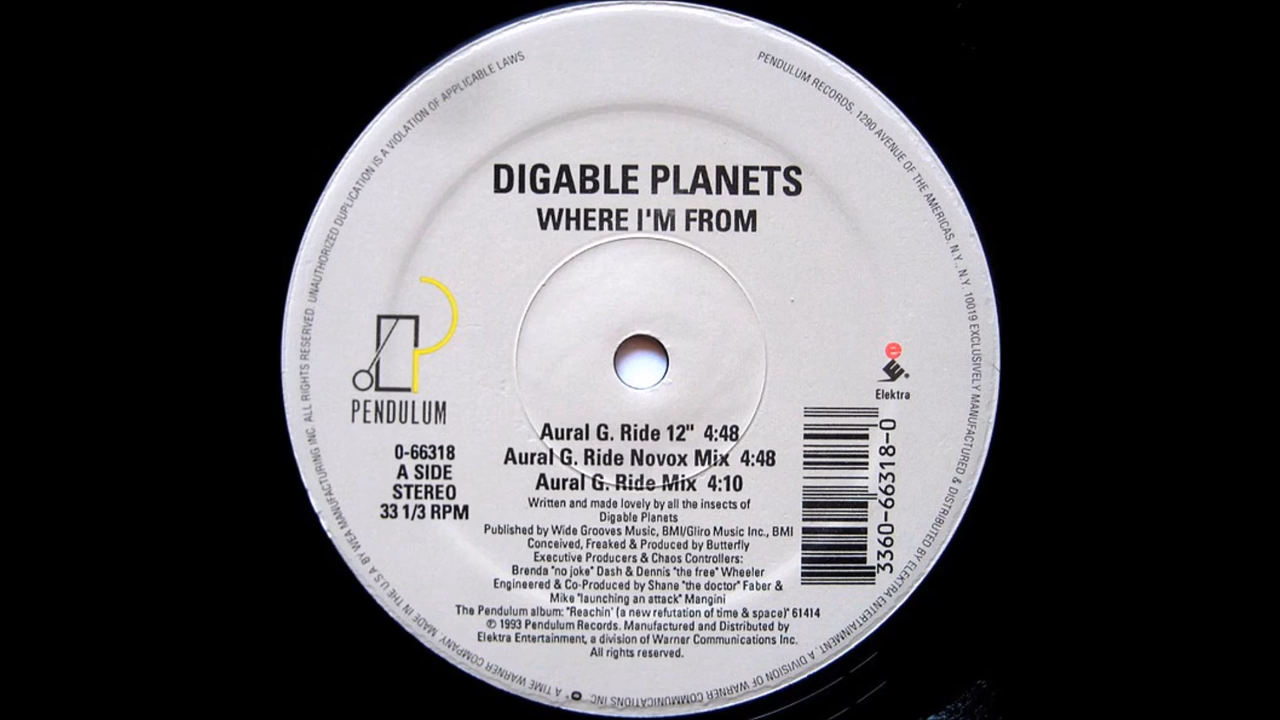 DIGABLE PLANETS
WHERE I'M FROM
PENDULUM
0-66318
A SIDE
STEREO
33 1/3 RPM
Elektra
3360-66318-0
Aural G. Ride 12" 4:48
Aural G. Ride Novox Mix 4:48
Aural G. Ride Mix 4:10
Written and made lovely by all the insects of
Digable Planets
Published by Wide Grooves Music, BMI/Gliro Music Inc., BMI
Conceived, Freaked & Produced by Butterfly
Executive Producers & Chaos Controllers:
Brenda "no joke" Dash & Dennis "the free" Wheeler
Engineered & Co-Produced by Shane "the doctor" Faber &
Mike "launching an attack" Mangini
The Pendulum album: "Reachin' (a new refutation of time & space)" 61414
℗ 1993 Pendulum Records. Manufactured and Distributed by
Elektra Entertainment, a division of Warner Communications Inc.
All rights reserved.
PENDULUM RECORDS, 1290 AVENUE OF THE AMERICAS, N.Y., N.Y. 10019 EXCLUSIVELY MANUFACTURED & DISTRIBUTED BY ELEKTRA ENTERTAINMENT, A DIVISION OF WARNER COMMUNICATIONS INC. A TIME WARNER COMPANY. MADE IN THE U.S.A. BY WEA MANUFACTURING INC. ALL RIGHTS RESERVED. UNAUTHORIZED DUPLICATION IS A VIOLATION OF APPLICABLE LAWS